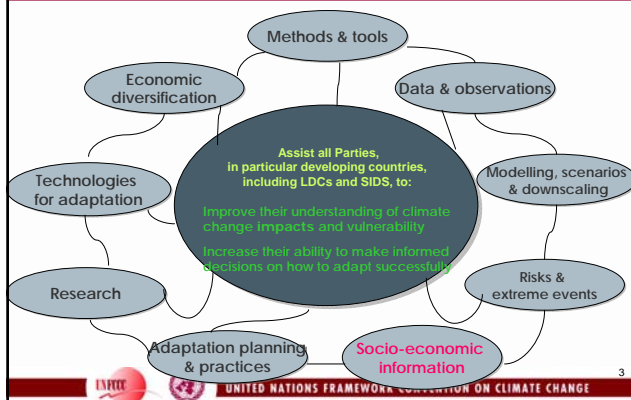 Methods & tools
Economic
diversification
Data & observations
Assist all Parties,
in particular developing countries,
including LDCs and SIDS, to:
Improve their understanding of climate
change impacts and vulnerability
Increase their ability to make informed
decisions on how to adapt successfully
Technologies
for adaptation
Modelling, scenarios
& downscaling
Research
Risks &
extreme events
Adaptation planning
& practices
Socio-economic
information
3
UNFCCC
UNITED NATIONS FRAMEWORK CONVENTION ON CLIMATE CHANGE